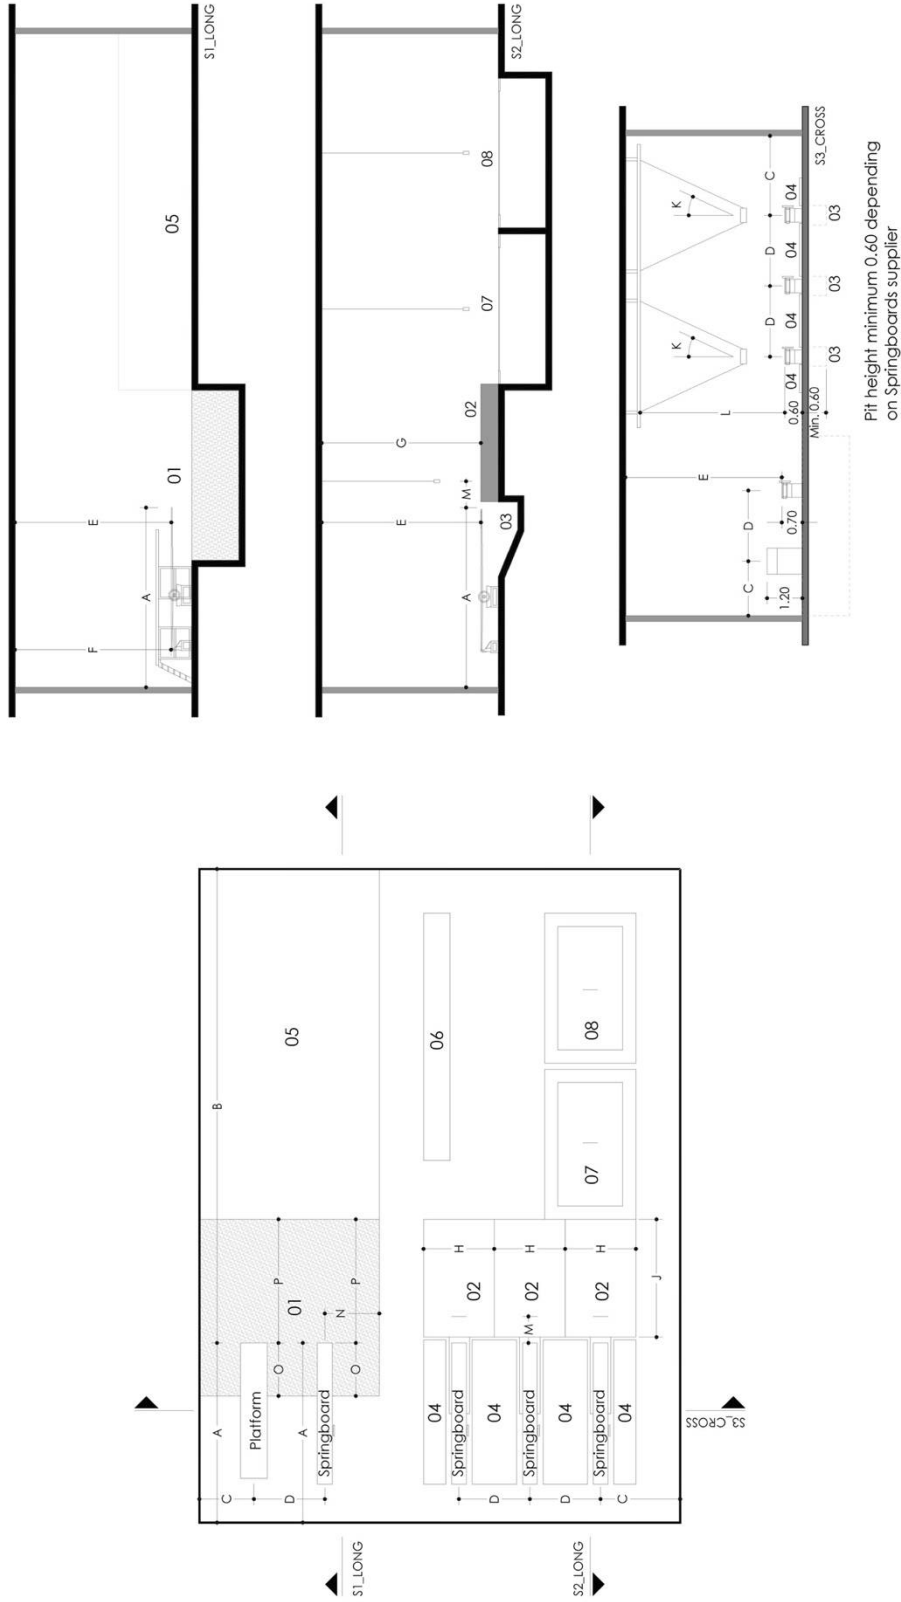 S1_LONG
F
E
A
01
05
S2_LONG
A
E
G
M
03
02
07
08
S3_CROSS
C
D
E
L
K
K
D
D
C
1.20
0.70
0.60
Min. 0.60
04
04
04
04
03
03
03
Pit height minimum 0.60 depending
on Springboards supplier
A
B
C
D
A
Platform
Springboard
O
P
O
P
N
01
05
06
04
Springboard
04
Springboard
04
Springboard
04
D
D
C
M
02
02
02
H
H
H
J
07
08
S1_LONG
S2_LONG
S3_CROSS